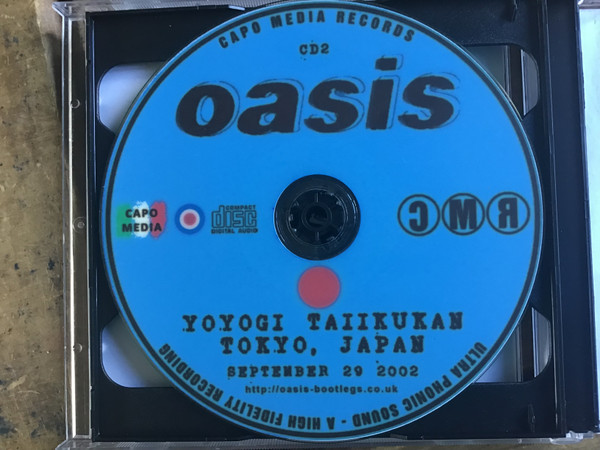 CAPO MEDIA RECORDS
CD2
oasis
CAPO
MEDIA
COMPACT
disc
DIGITAL AUDIO
ЯMC
YOYOGI TAIIKUKAN
TOKYO, JAPAN
SEPTEMBER 29 2002
http://oasis-bootlegs.co.uk
ULTRA PHONIC SOUND - A HIGH FIDELITY RECORDING